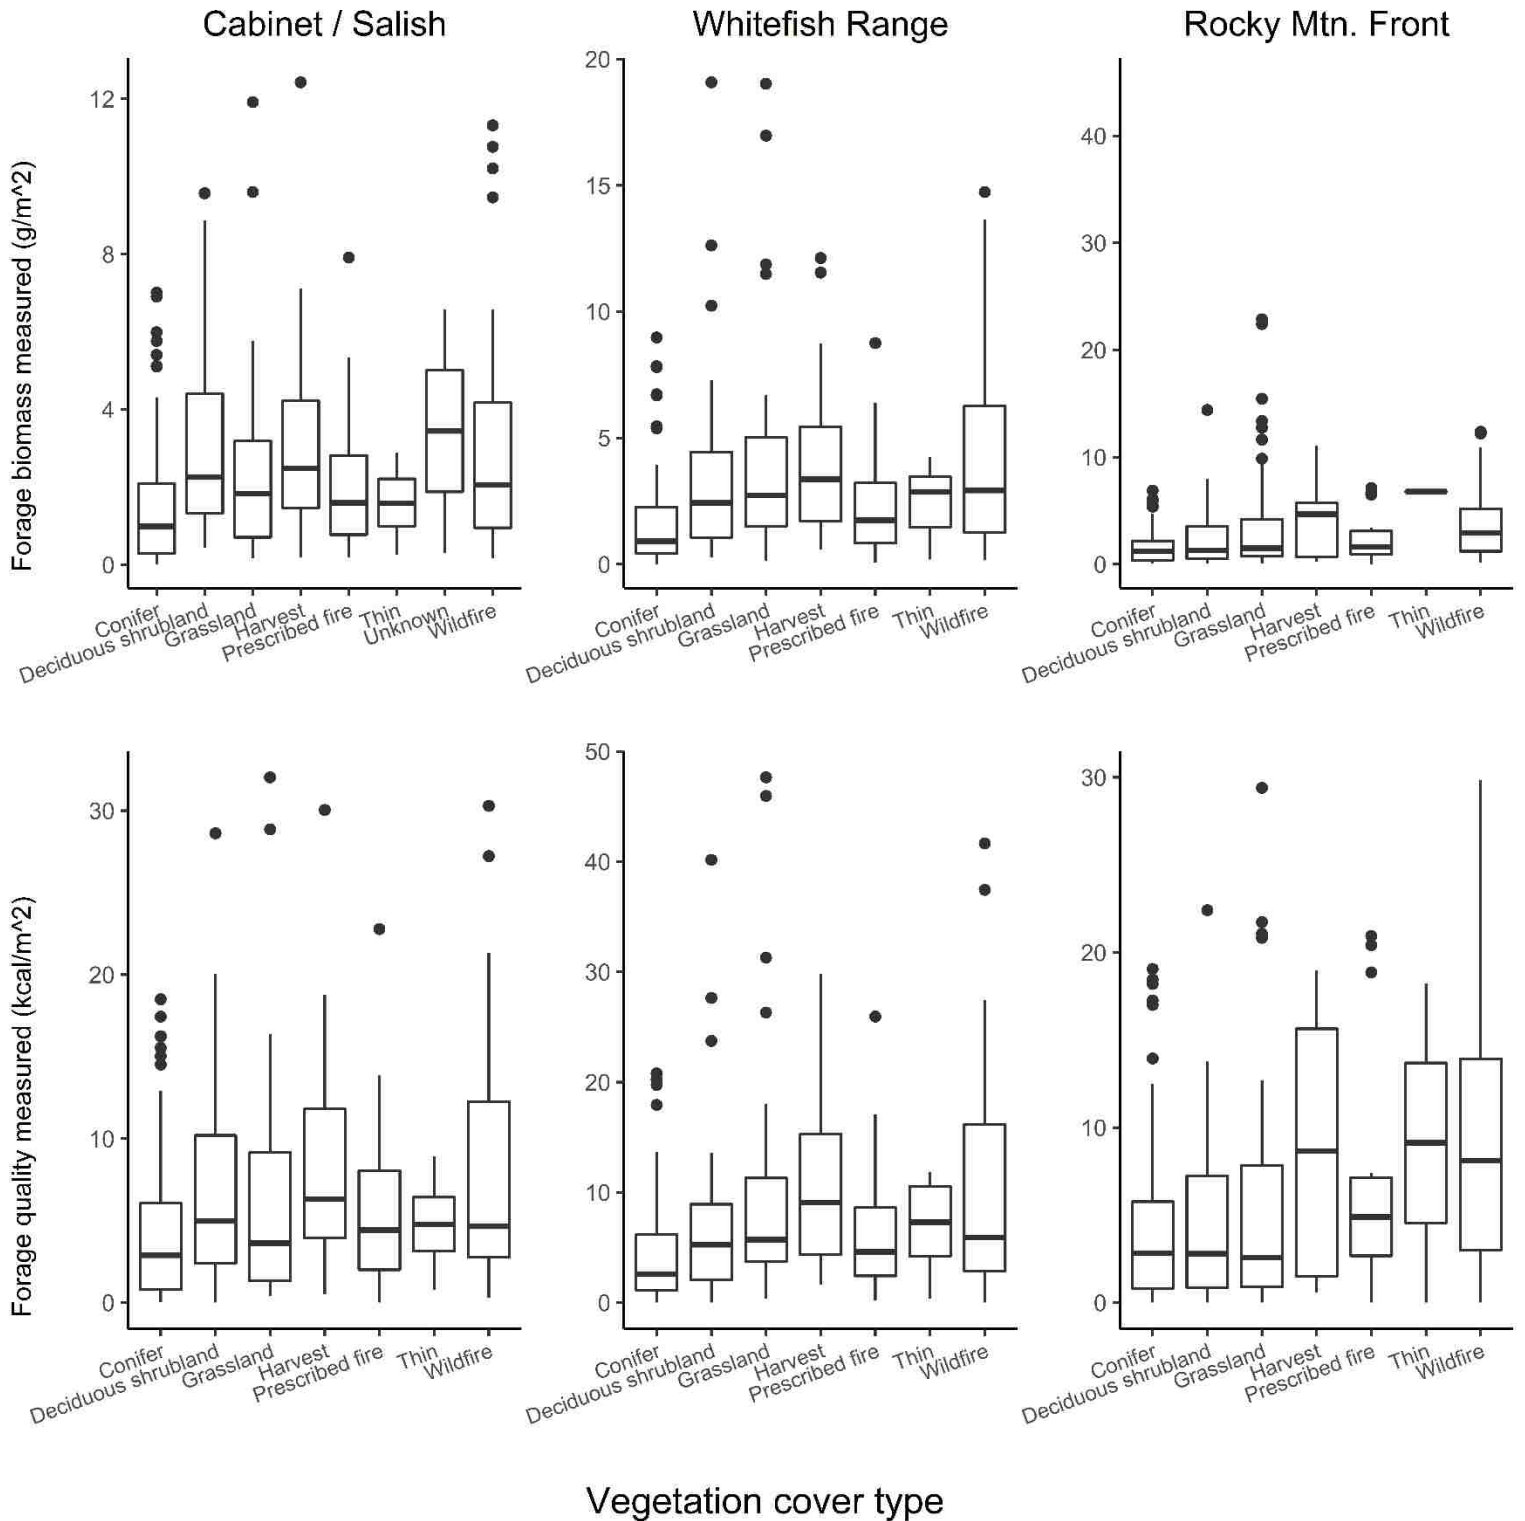 Cabinet / Salish
Whitefish Range
Rocky Mtn. Front
Forage biomass measured (g/m^2)
12
8
4
0
Conifer
Deciduous shrubland
Grassland
Harvest
Prescribed fire
Thin
Unknown
Wildfire
20
15
10
5
0
Conifer
Deciduous shrubland
Grassland
Harvest
Prescribed fire
Thin
Wildfire
40
30
20
10
0
Conifer
Deciduous shrubland
Grassland
Harvest
Prescribed fire
Thin
Wildfire
Forage quality measured (kcal/m^2)
30
20
10
0
Conifer
Deciduous shrubland
Grassland
Harvest
Prescribed fire
Thin
Wildfire
50
40
30
20
10
0
Conifer
Deciduous shrubland
Grassland
Harvest
Prescribed fire
Thin
Wildfire
30
20
10
0
Conifer
Deciduous shrubland
Grassland
Harvest
Prescribed fire
Thin
Wildfire
Vegetation cover type